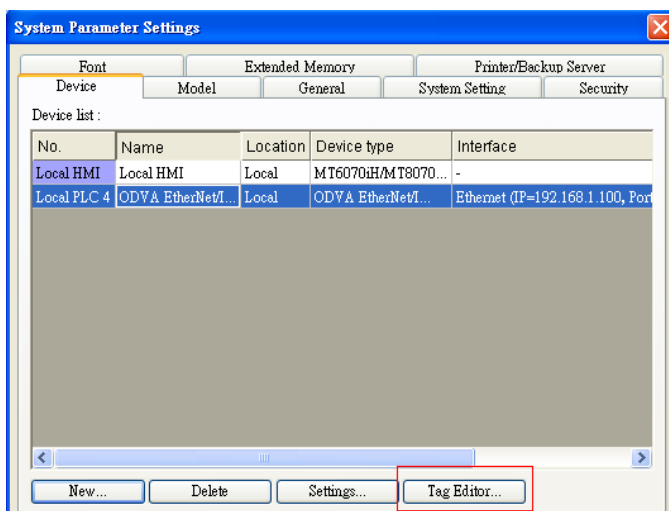 System Parameter Settings
Font Extended Memory Printer/Backup Server
Device Model General System Setting Security
Device list :
No. Name Location Device type Interface
Local HMI Local HMI Local MT6070iH/MT8070... -
Local PLC 4 ODVA EtherNet/I... Local ODVA EtherNet/I... Ethernet (IP=192.168.1.100, Port
New... Delete Settings... Tag Editor...